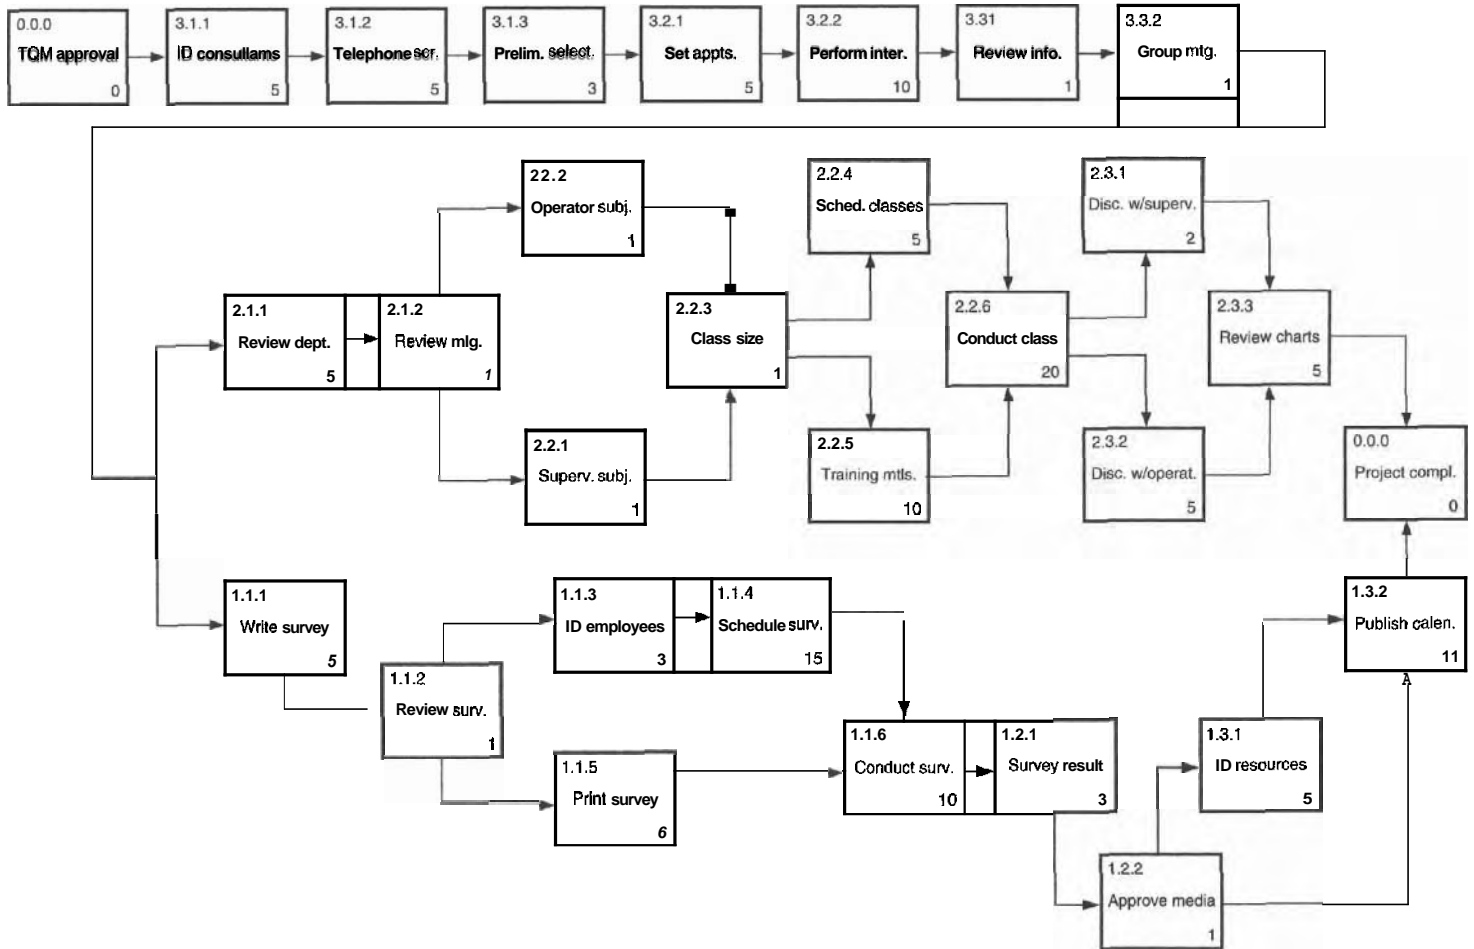 0.0.0
TQM approval
0
3.1.1
ID consullams
5
3.1.2
Telephone scr.
5
3.1.3
Prelim. select.
3
3.2.1
Set appts.
5
3.2.2
Perform inter.
10
3.31
Review info.
1
3.3.2
Group mtg.
1
22.2
Operator subj.
1
2.2.4
Sched. classes
5
2.3.1
Disc. w/superv.
2
2.1.1
Review dept.
5
2.1.2
Review mlg.
1
2.2.3
Class size
1
2.2.6
Conduct class
20
2.3.3
Review charts
5
2.2.1
Superv. subj.
1
2.2.5
Training mtls.
10
2.3.2
Disc. w/operat.
5
0.0.0
Project compl.
0
1.1.1
Write survey
5
1.1.3
ID employees
3
1.1.4
Schedule surv.
15
1.3.2
Publish calen.
11
A
1.1.2
Review surv.
1
1.1.5
Print survey
6
1.1.6
Conduct surv.
10
1.2.1
Survey result
3
1.3.1
ID resources
5
1.2.2
Approve media
1